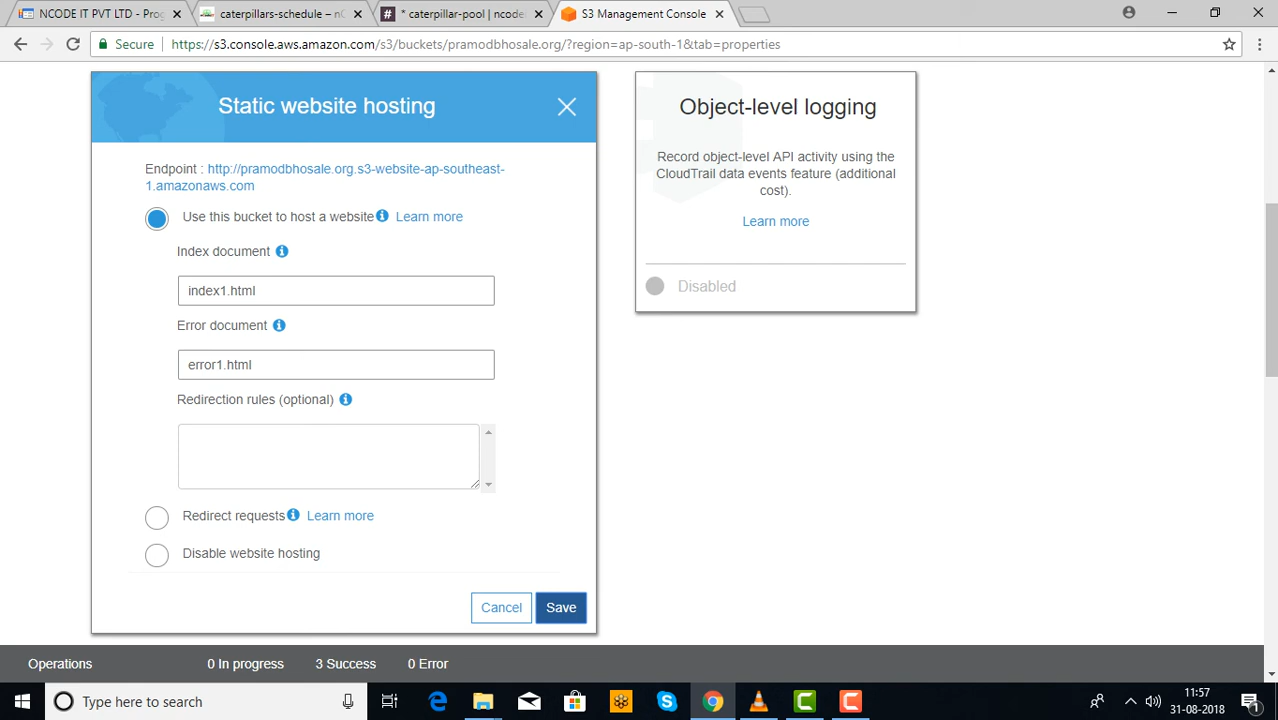 NCODE IT PVT LTD - Prog
caterpillars-schedule – nC
* caterpillar-pool | ncode
S3 Management Console
Secure
https://s3.console.aws.amazon.com/s3/buckets/pramodbhosale.org/?region=ap-south-1&tab=properties
Static website hosting
Endpoint : http://pramodbhosale.org.s3-website-ap-southeast-
1.amazonaws.com
Use this bucket to host a website Learn more
Index document
index1.html
Error document
error1.html
Redirection rules (optional)
Redirect requests Learn more
Disable website hosting
Cancel Save
Object-level logging
Record object-level API activity using the
CloudTrail data events feature (additional
cost).
Learn more
Disabled
Operations 0 In progress 3 Success 0 Error
Type here to search
11:57
31-08-2018
1